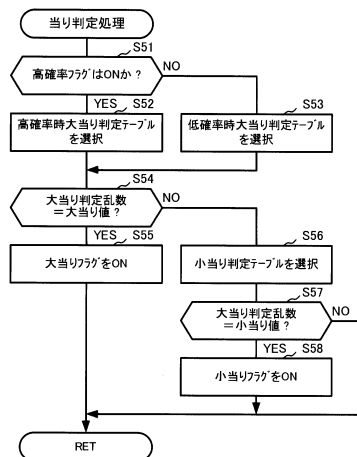 当り判定処理
S51
高確率フラグはONか？
NO
YES
S52
S53
高確率時大当り判定テーブル
を選択
低確率時大当り判定テーブル
を選択
S54
大当り判定乱数
＝大当り値？
NO
YES
S55
S56
大当りフラグをON
小当り判定テーブルを選択
S57
大当り判定乱数
＝小当り値？
NO
YES
S58
小当りフラグをON
RET